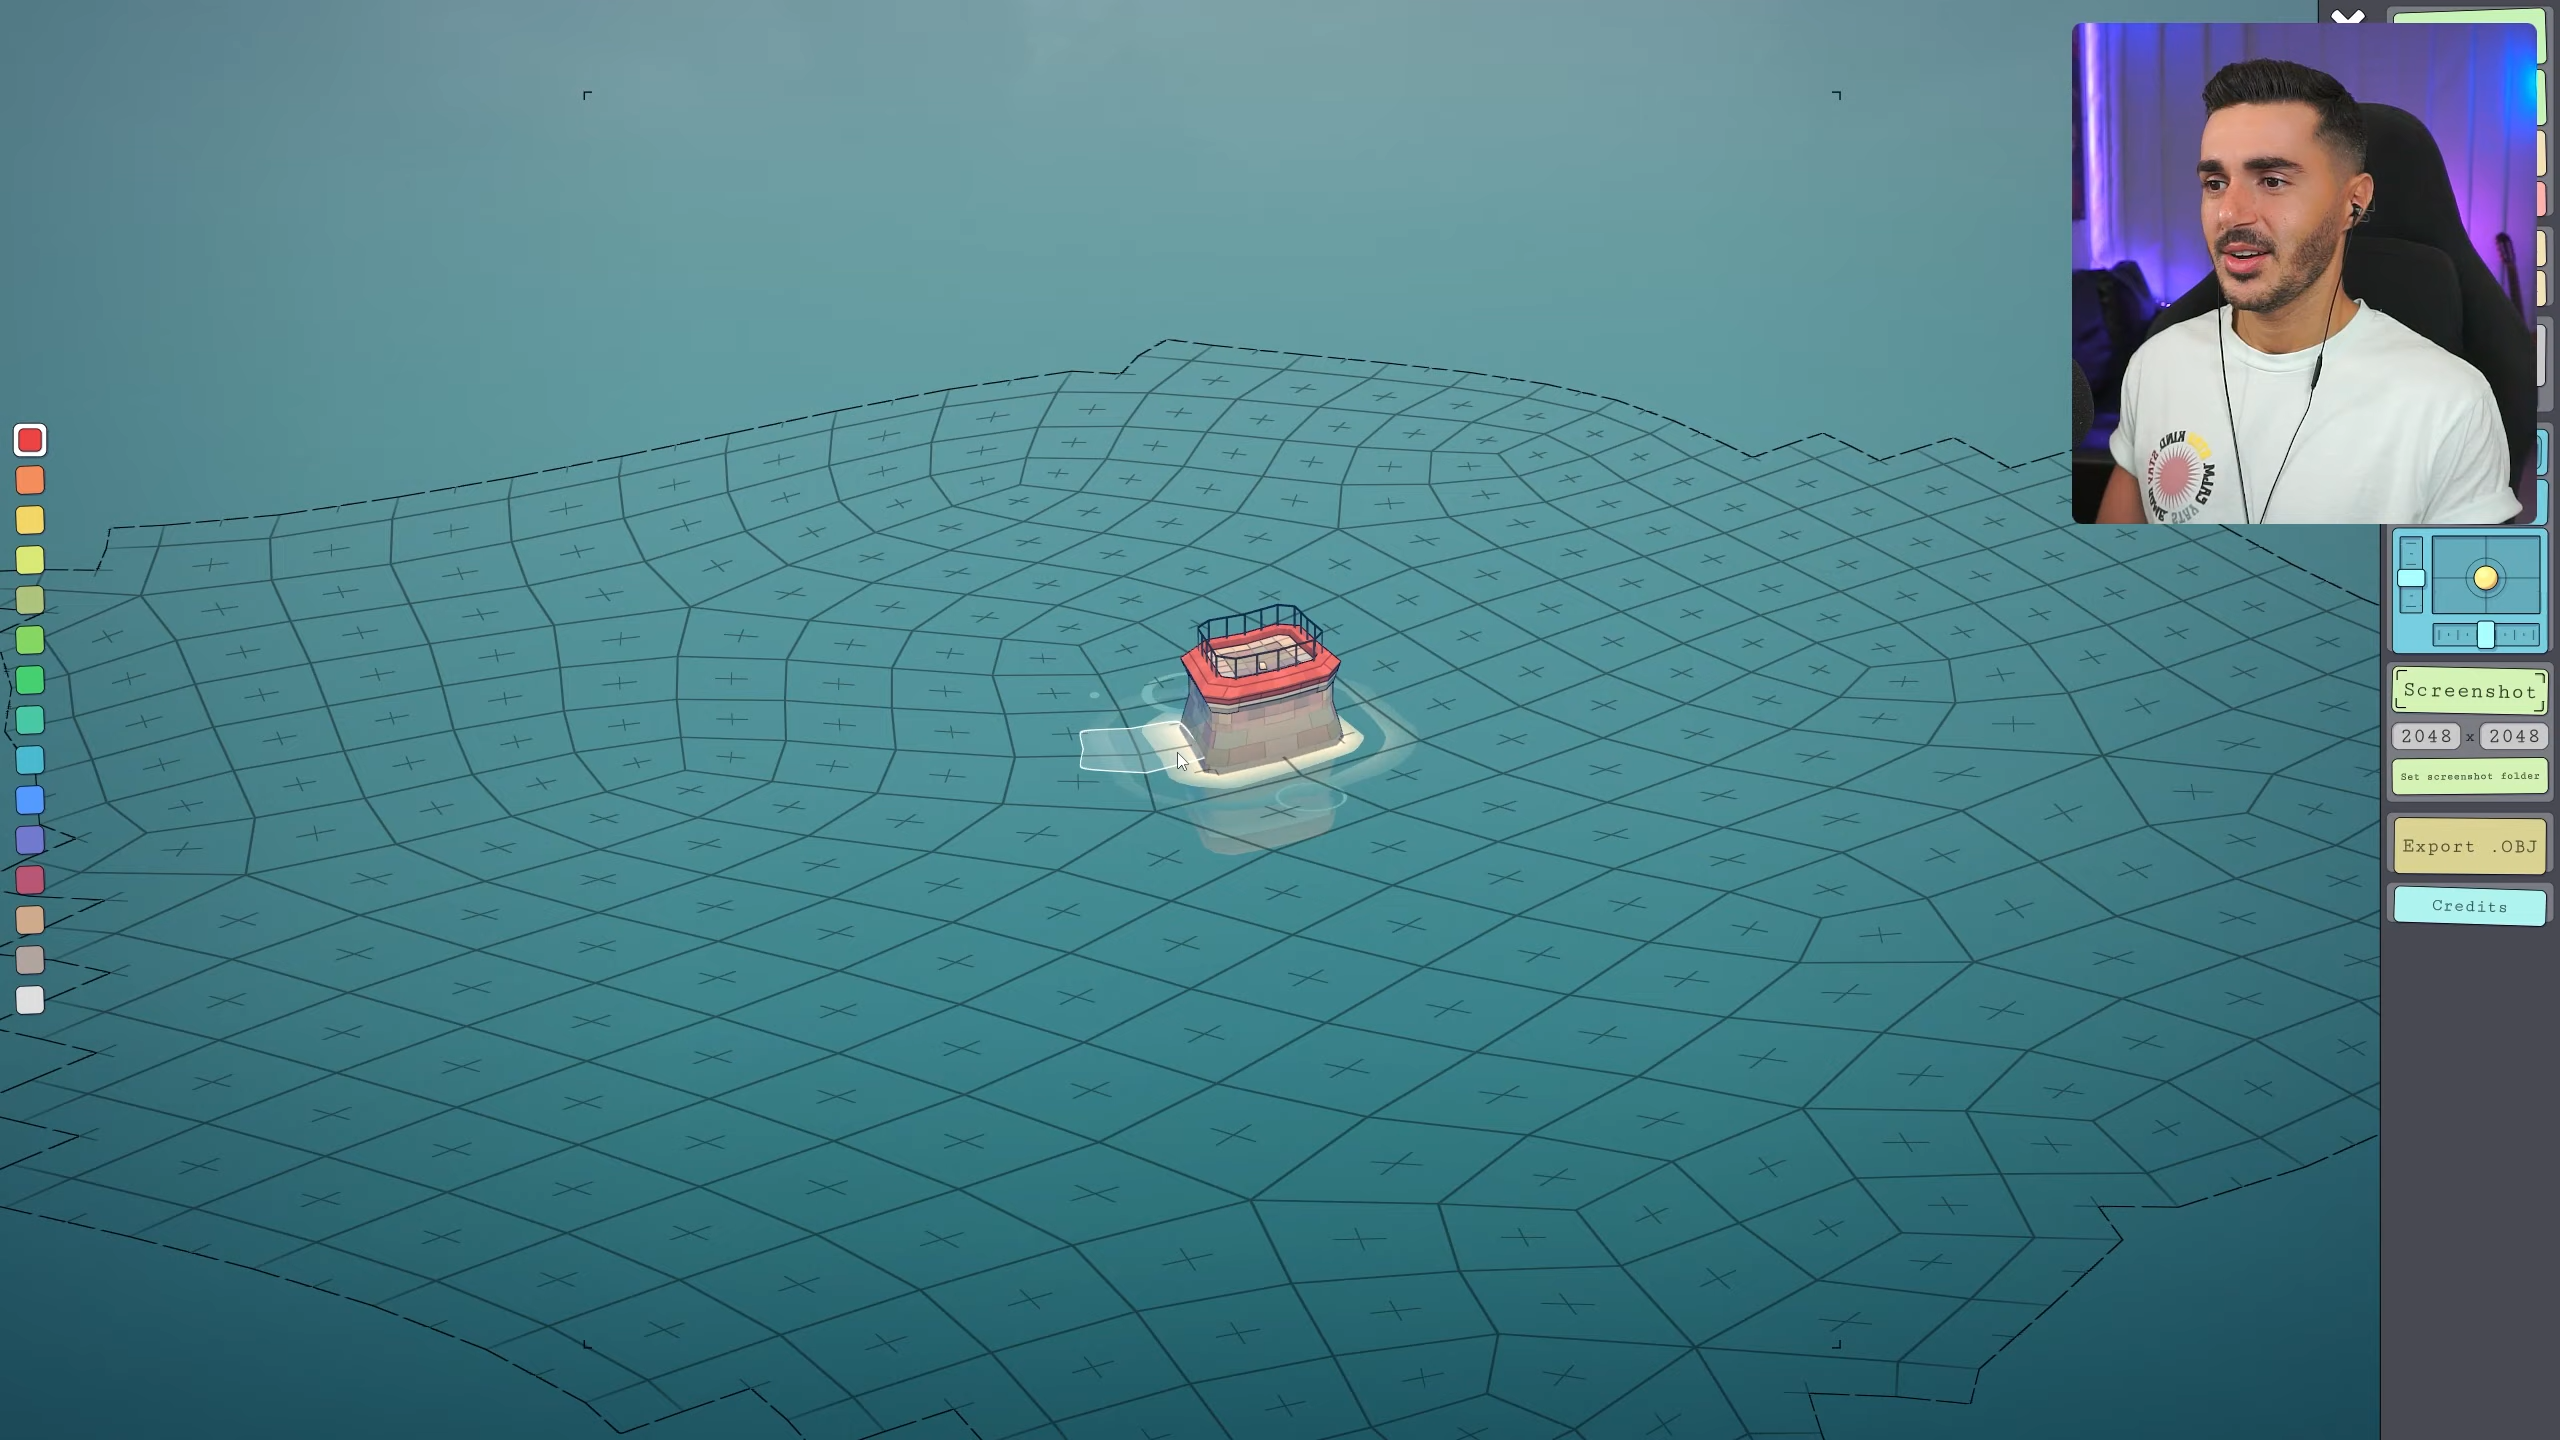 Screenshot
2048 x 2048
Set screenshot folder
Export .OBJ
Credits